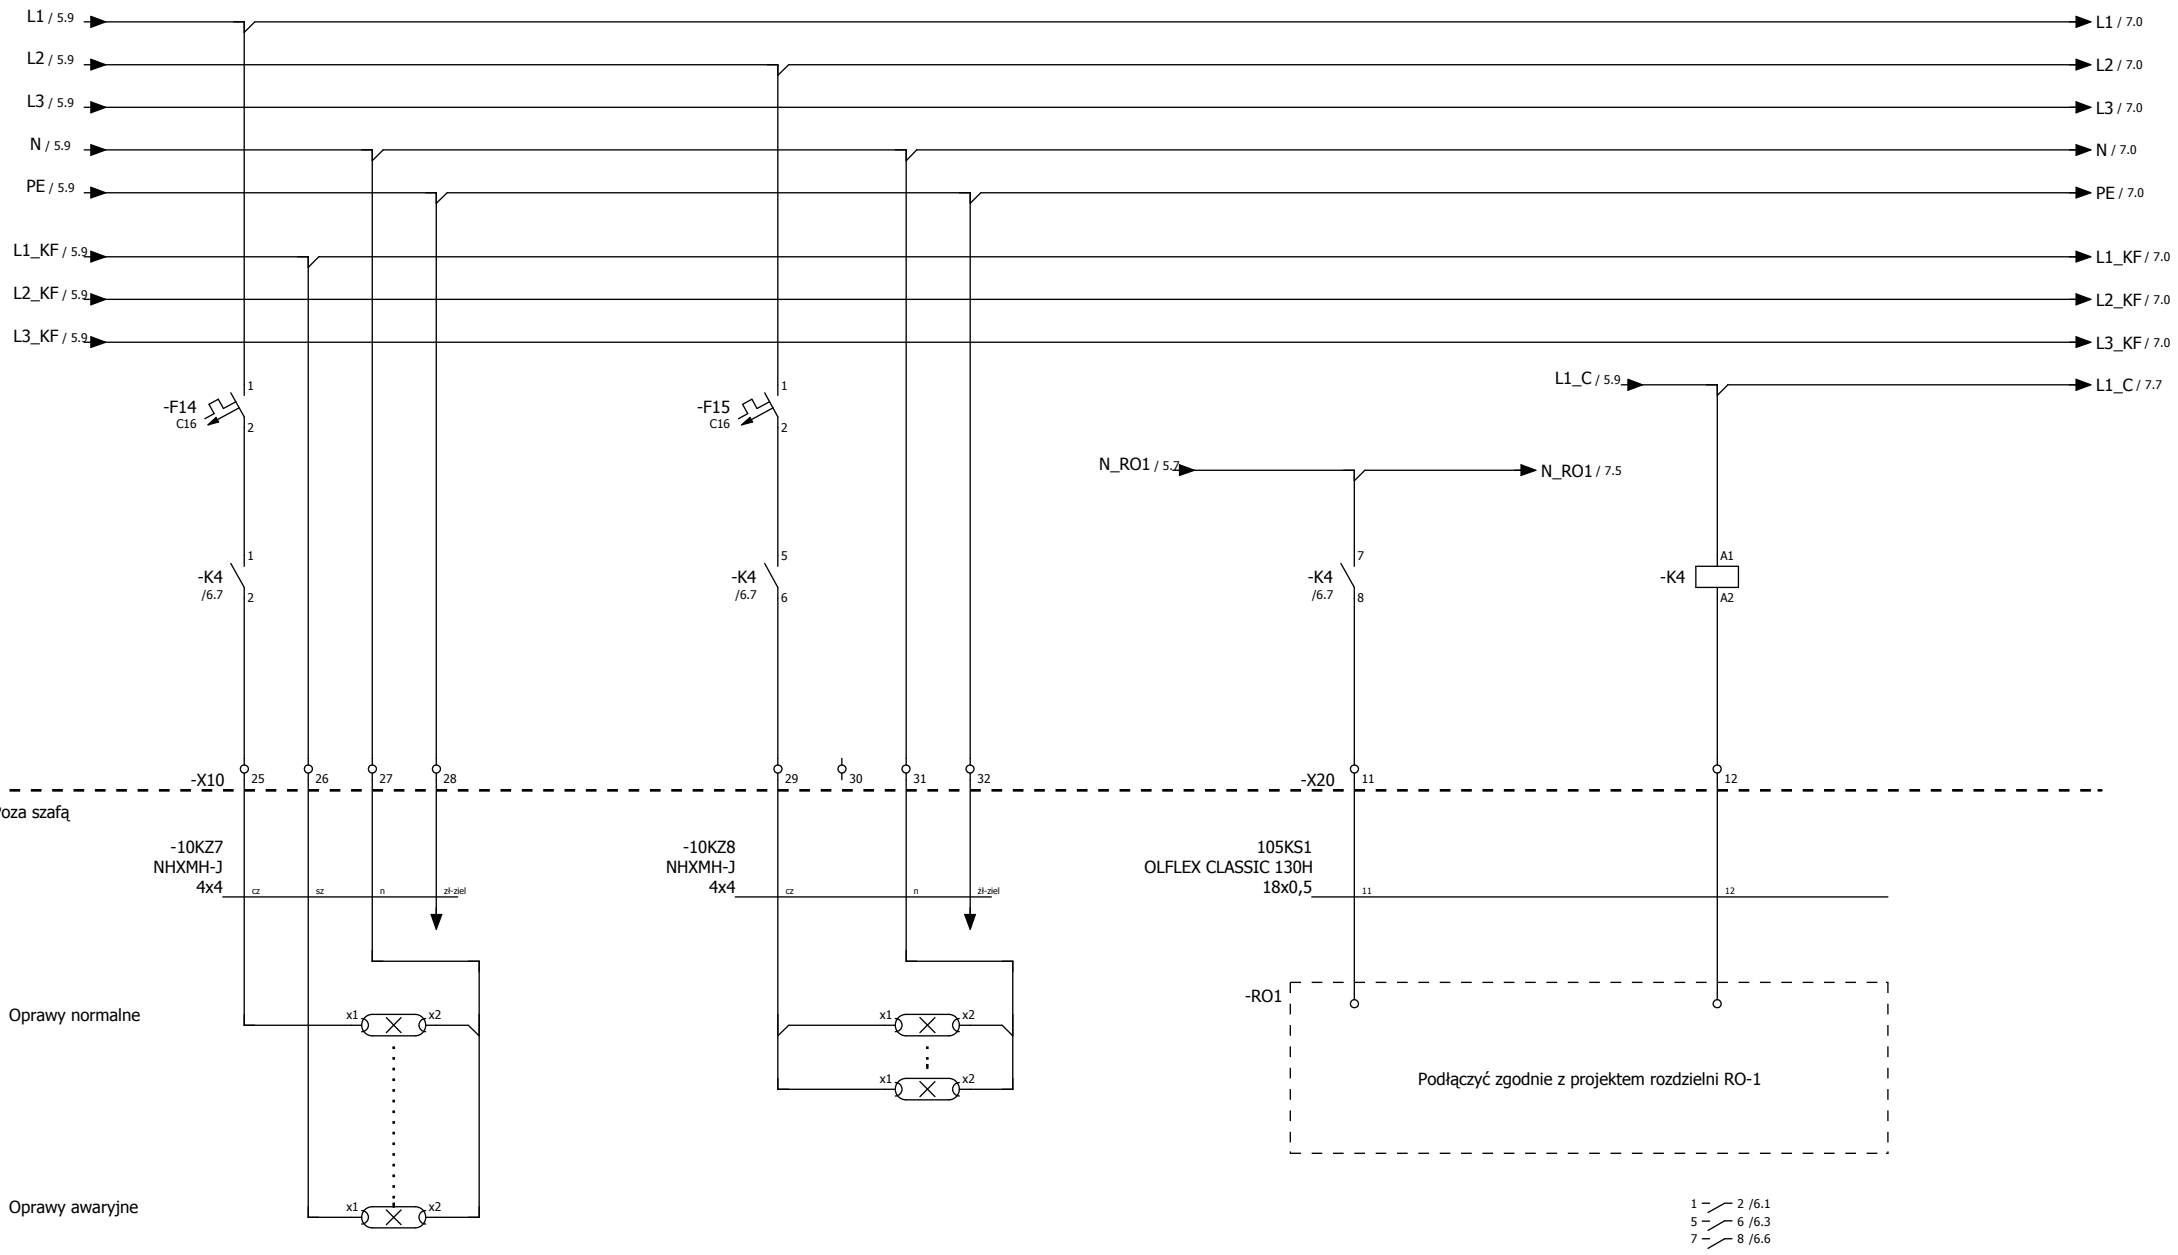 L1 / 5.9
L1 / 7.0
L2 / 5.9
L2 / 7.0
L3 / 5.9
L3 / 7.0
N / 5.9
N / 7.0
PE / 5.9
PE / 7.0
L1_KF / 5.9
L1_KF / 7.0
L2_KF / 5.9
L2_KF / 7.0
L3_KF / 5.9
L3_KF / 7.0
L1_C / 5.9
L1_C / 7.7
1
-F14
C16
2
1
-F15
C16
2
N_RO1 / 5.7
N_RO1 / 7.5
1
-K4
/6.7
2
5
-K4
/6.7
6
7
-K4
/6.7
8
A1
-K4
A2
-X10 25 26 27 28 29 30 31 32
-X20 11 12
Poza szafą
-10KZ7
NHXMH-J
4x4
cz sz n zł-ziel
-10KZ8
NHXMH-J
4x4
cz n żł-ziel
105KS1
OLFLEX CLASSIC 130H
18x0,5
11 12
-RO1
Oprawy normalne
x1 x2
x1 x2
x1 x2
Podłączyć zgodnie z projektem rozdzielni RO-1
Oprawy awaryjne
x1 x2
1 2 /6.1
5 6 /6.3
7 8 /6.6